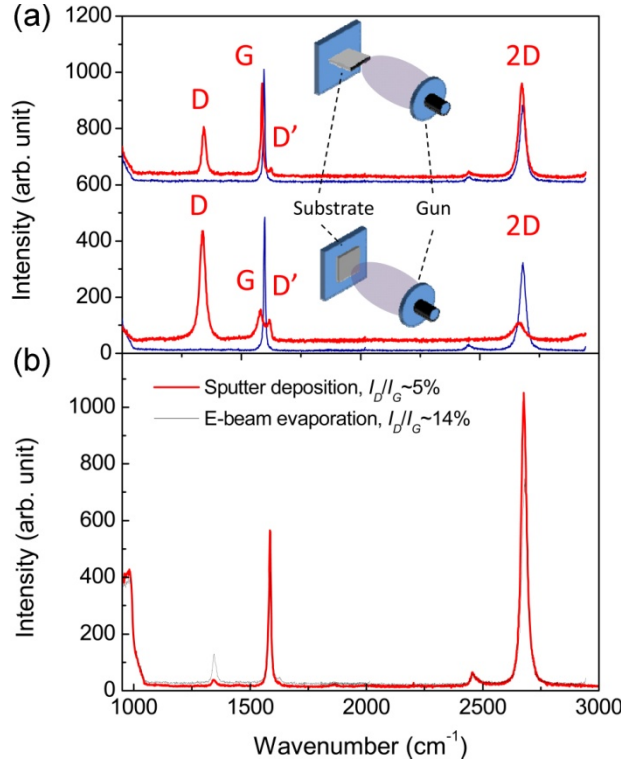 (a)
1200
1000
800
600
400
200
0
Intensity (arb. unit)
D
G
D’
2D
Substrate
Gun
D
G
D’
2D
(b)
Sputter deposition, I_D/I_G~5%
E-beam evaporation, I_D/I_G~14%
1000
800
600
400
200
0
Intensity (arb. unit)
1000 1500 2000 2500 3000
Wavenumber (cm⁻¹)